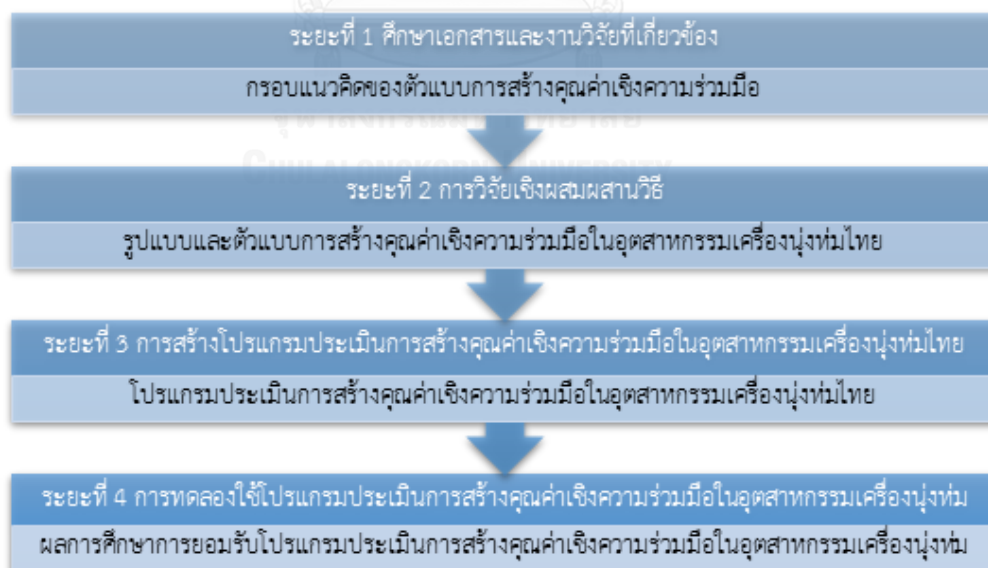 ระยะที่ 1 ศึกษาเอกสารและงานวิจัยที่เกี่ยวข้อง
กรอบแนวคิดของตัวแบบการสร้างคุณค่าเชิงความร่วมมือ
จุฬาลงกรณ์มหาวิทยาลัย
CHULALONGKORN UNIVERSITY
ระยะที่ 2 การวิจัยเชิงผสมผสานวิธี
รูปแบบและตัวแบบการสร้างคุณค่าเชิงความร่วมมือในอุตสาหกรรมเครื่องนุ่งห่มไทย
ระยะที่ 3 การสร้างโปรแกรมประเมินการสร้างคุณค่าเชิงความร่วมมือในอุตสาหกรรมเครื่องนุ่งห่มไทย
โปรแกรมประเมินการสร้างคุณค่าเชิงความร่วมมือในอุตสาหกรรมเครื่องนุ่งห่มไทย
ระยะที่ 4 การทดลองใช้โปรแกรมประเมินการสร้างคุณค่าเชิงความร่วมมือในอุตสาหกรรมเครื่องนุ่งห่ม
ผลการศึกษาการยอมรับโปรแกรมประเมินการสร้างคุณค่าเชิงความร่วมมือในอุตสาหกรรมเครื่องนุ่งห่ม